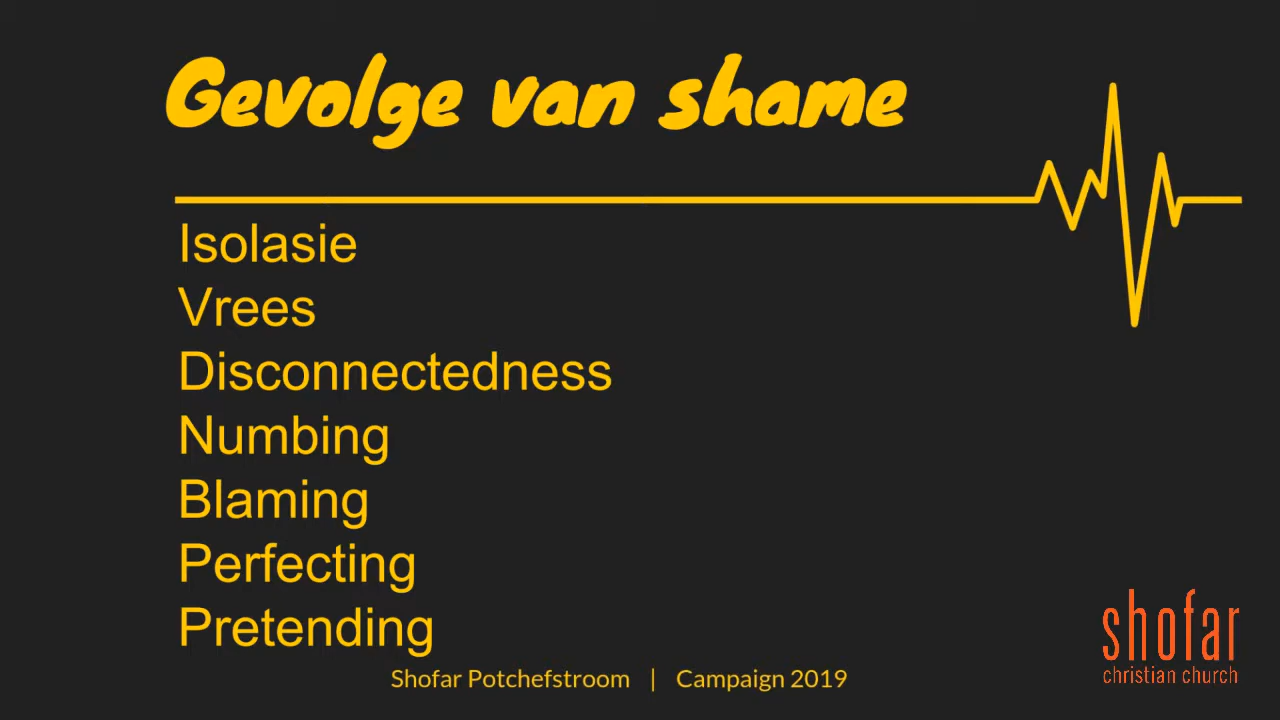 Gevolge van shame
Isolasie
Vrees
Disconnectedness
Numbing
Blaming
Perfecting
Pretending
Shofar Potchefstroom | Campaign 2019
shofar
christian church